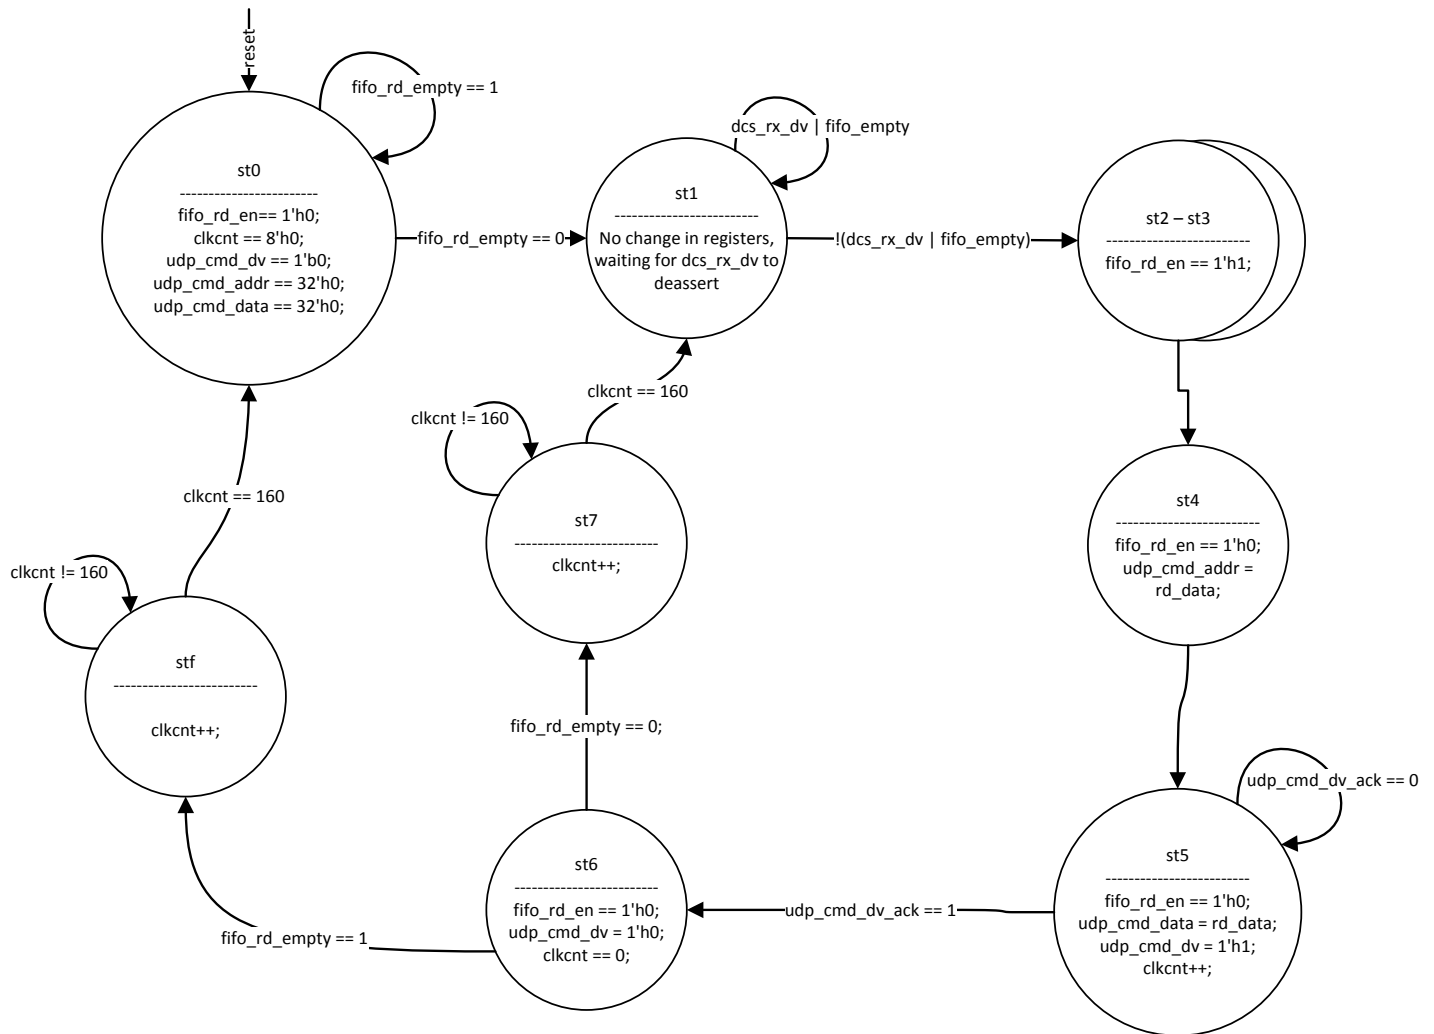 reset
fifo_rd_empty == 1
st0
------------------------
fifo_rd_en== 1'h0;
clkcnt == 8'h0;
udp_cmd_dv == 1'b0;
udp_cmd_addr == 32'h0;
udp_cmd_data == 32'h0;
fifo_rd_empty == 0
dcs_rx_dv | fifo_empty
st1
-------------------------
No change in registers,
waiting for dcs_rx_dv to
deassert
!(dcs_rx_dv | fifo_empty)
st2 – st3
-------------------------
fifo_rd_en == 1'h1;
clkcnt == 160
clkcnt != 160
st7
-------------------------
clkcnt++;
st4
-------------------------
fifo_rd_en == 1'h0;
udp_cmd_addr =
rd_data;
clkcnt == 160
clkcnt != 160
stf
-------------------------
clkcnt++;
fifo_rd_empty == 0;
udp_cmd_dv_ack == 0
st5
-------------------------
fifo_rd_en == 1'h0;
udp_cmd_data = rd_data;
udp_cmd_dv = 1'h1;
clkcnt++;
udp_cmd_dv_ack == 1
st6
-------------------------
fifo_rd_en == 1'h0;
udp_cmd_dv = 1'h0;
clkcnt == 0;
fifo_rd_empty == 1